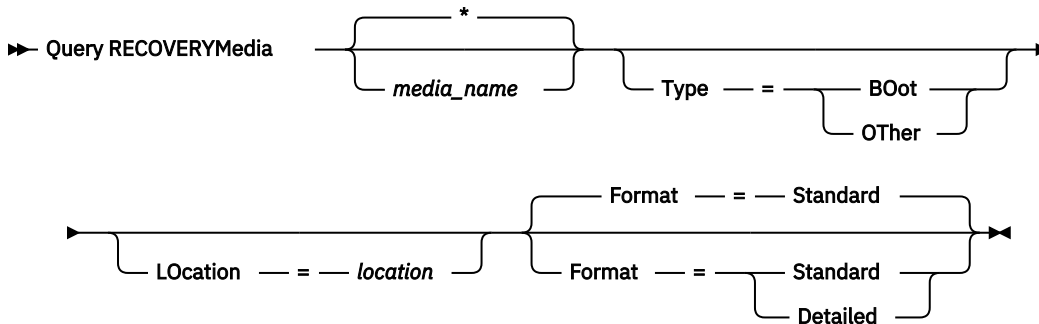 *
Query RECOVERYMedia
media_name
Type = BOot
OTher
Format = Standard
LOcation = location
Format = Standard
Detailed